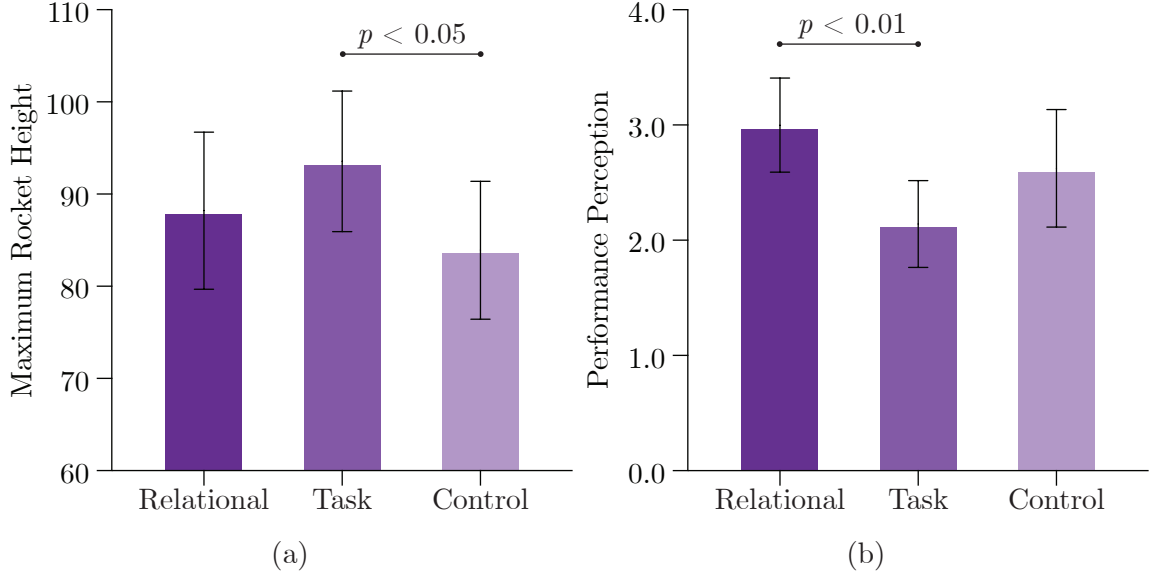 Maximum Rocket Height
110
100
90
80
70
60
p < 0.05
Relational
Task
Control
(a)
Performance Perception
4.0
3.0
2.0
1.0
0.0
p < 0.01
Relational
Task
Control
(b)